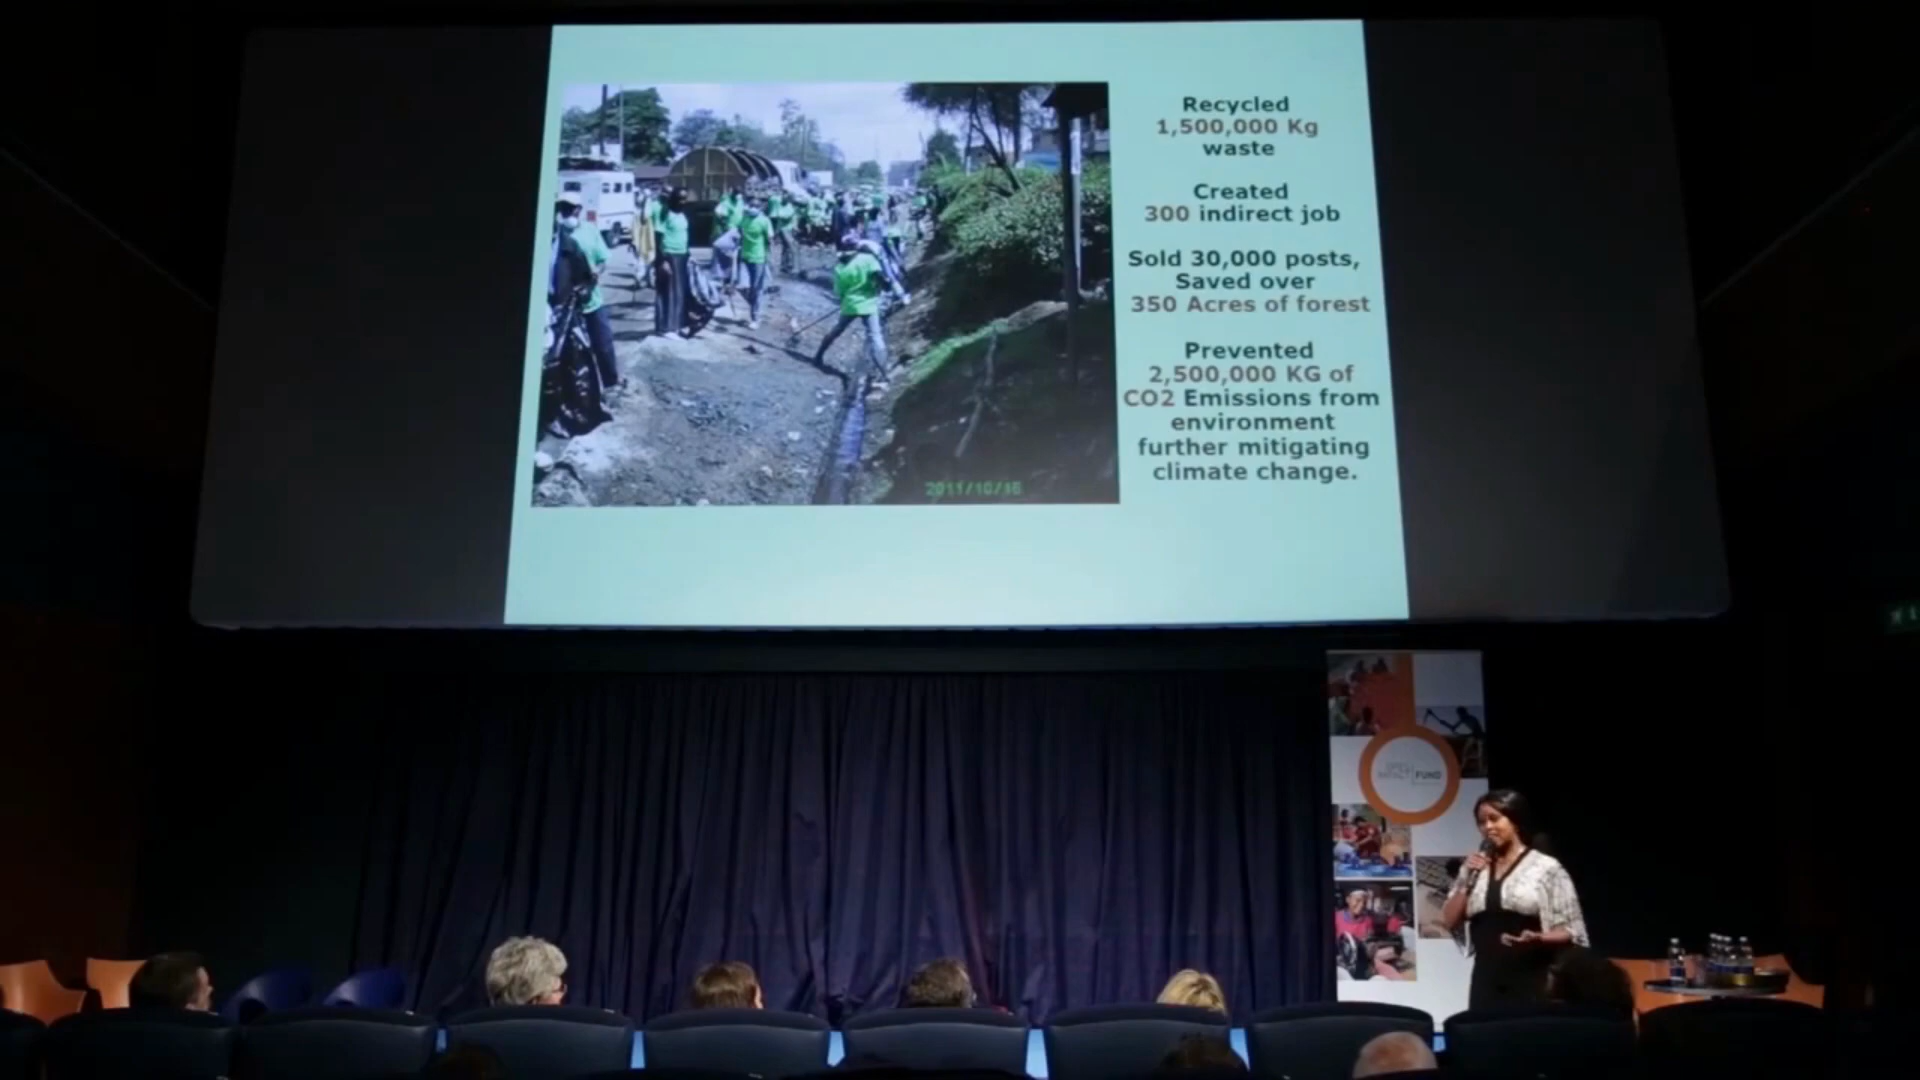 Recycled
1,500,000 Kg
waste
Created
300 indirect job
Sold 30,000 posts,
Saved over
350 Acres of forest
Prevented
2,500,000 KG of
CO2 Emissions from
environment
further mitigating
climate change.
2011/10/16
FUND